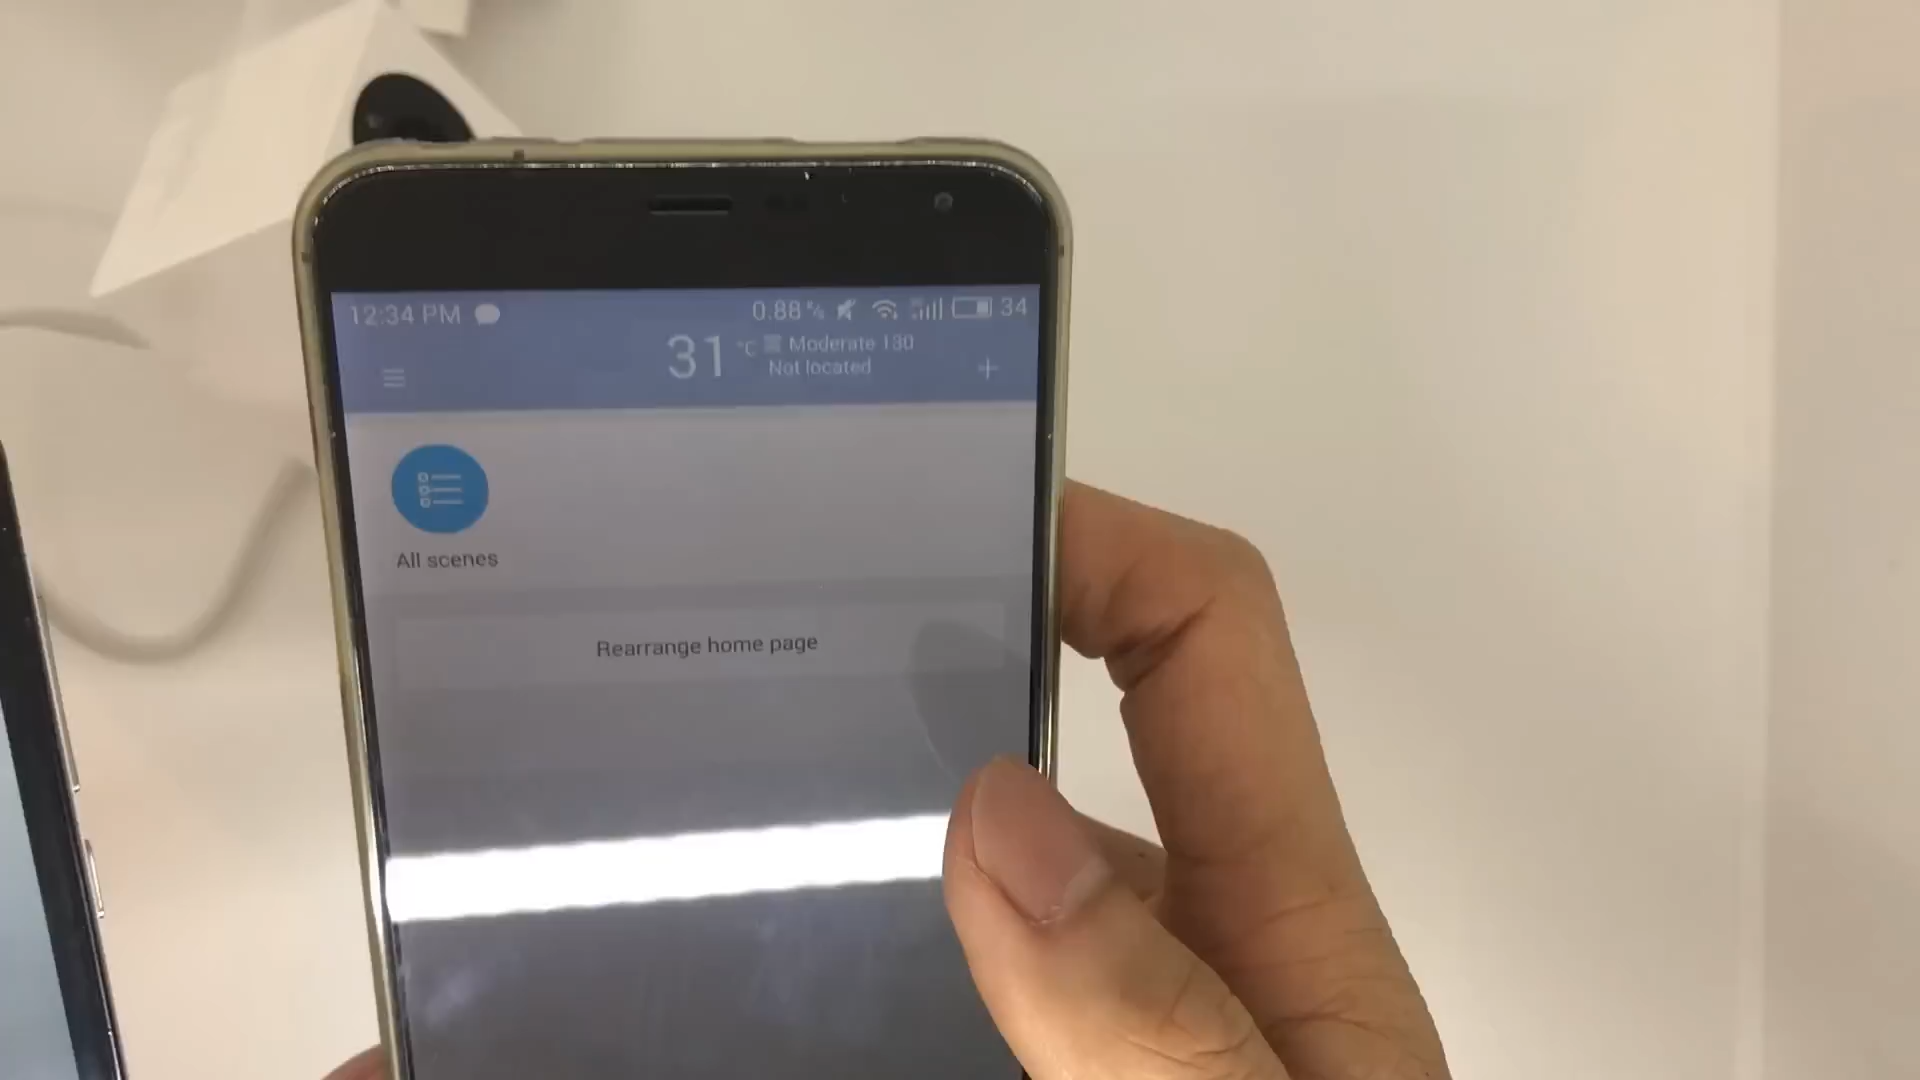 12:34 PM 0.88 K/s 34
31 °C Moderate 130
Not located
All scenes
Rearrange home page